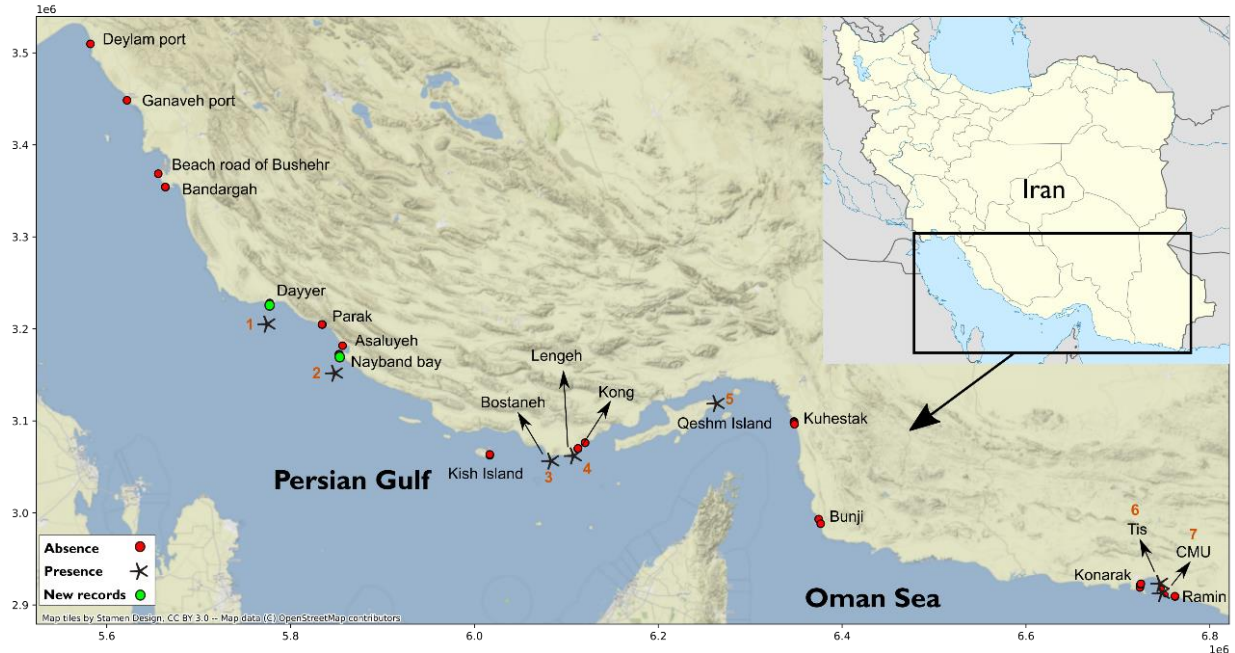 1e6
3.5
3.4
3.3
3.2
3.1
3.0
2.9
Deylam port
Ganaveh port
Beach road of Bushehr
Bandargah
Dayyer
1
Parak
Asaluyeh
Nayband bay
2
Lengeh
Kong
Bostaneh
5
Qeshm Island
Kuhestak
Kish Island
3
4
Persian Gulf
Bunji
6
Tis
7
CMU
Konarak
Ramin
Oman Sea
Iran
Absence
Presence
New records
Map tiles by Stamen Design, CC BY 3.0 -- Map data (C) OpenStreetMap contributors
5.6
5.8
6.0
6.2
6.4
6.6
6.8
1e6